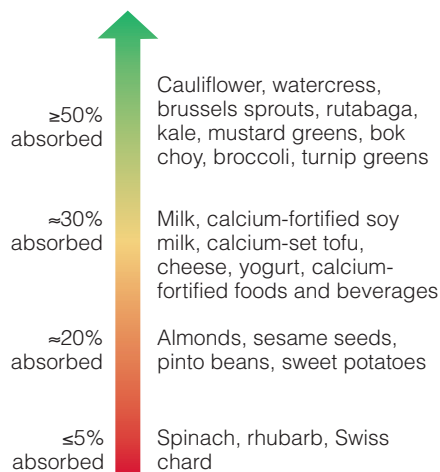 ≥50%
absorbed
Cauliflower, watercress,
brussels sprouts, rutabaga,
kale, mustard greens, bok
choy, broccoli, turnip greens
≈30%
absorbed
Milk, calcium-fortified soy
milk, calcium-set tofu,
cheese, yogurt, calcium-
fortified foods and beverages
≈20%
absorbed
Almonds, sesame seeds,
pinto beans, sweet potatoes
≤5%
absorbed
Spinach, rhubarb, Swiss
chard